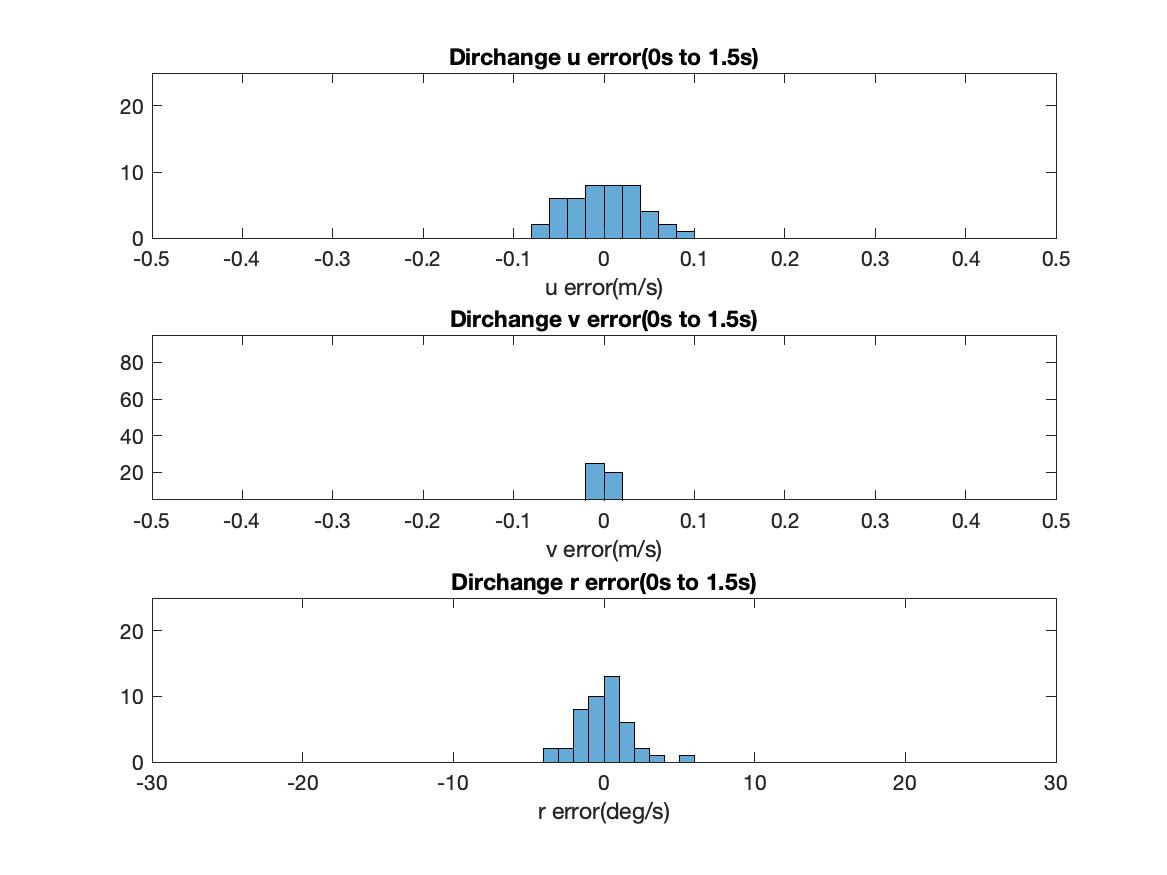 Dirchange u error(0s to 1.5s)
20
10
0
-0.5 -0.4 -0.3 -0.2 -0.1 0 0.1 0.2 0.3 0.4 0.5
u error(m/s)
Dirchange v error(0s to 1.5s)
80
60
40
20
-0.5 -0.4 -0.3 -0.2 -0.1 0 0.1 0.2 0.3 0.4 0.5
v error(m/s)
Dirchange r error(0s to 1.5s)
20
10
0
-30 -20 -10 0 10 20 30
r error(deg/s)